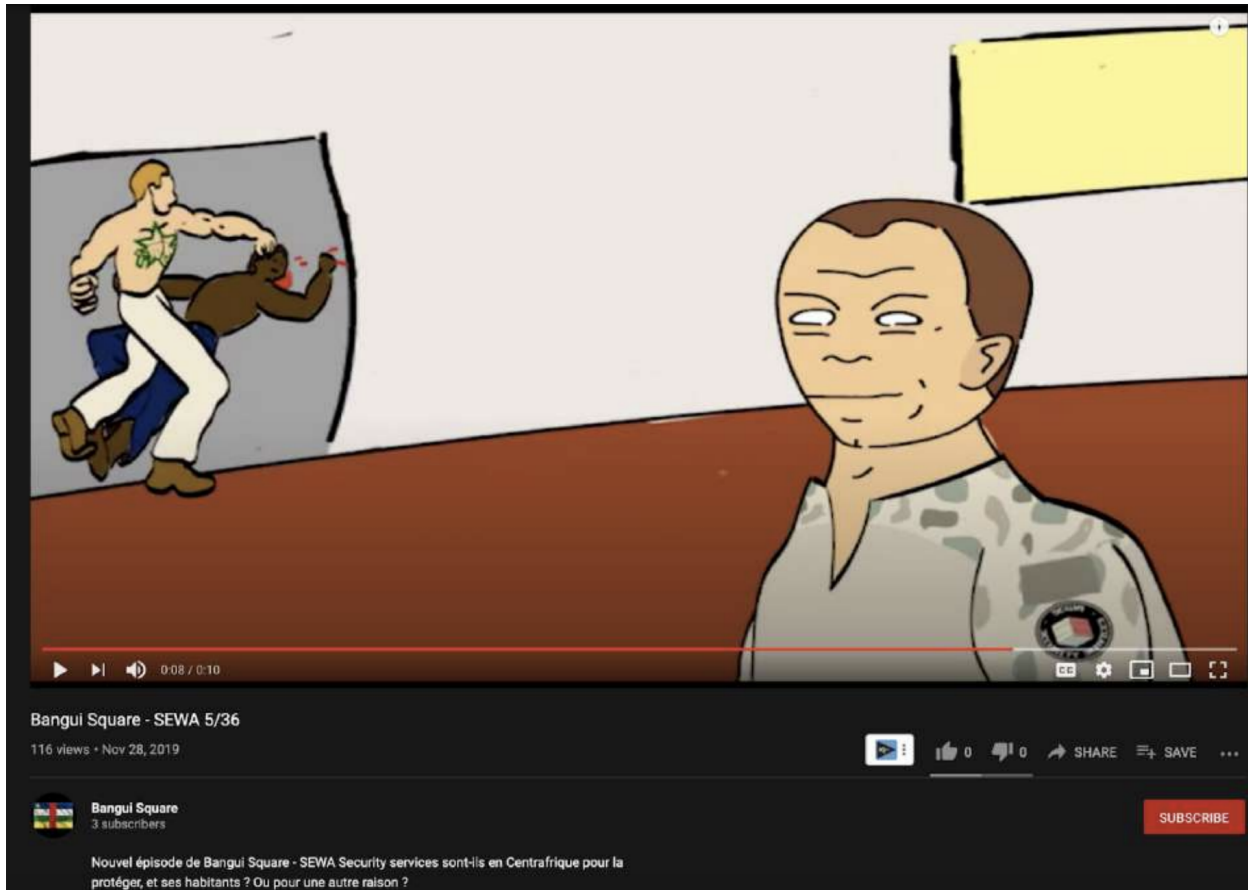 0:08 / 0:10
CC
Bangui Square - SEWA 5/36
116 views • Nov 28, 2019
0
0
SHARE
SAVE
Bangui Square
3 subscribers
SUBSCRIBE
Nouvel épisode de Bangui Square - SEWA Security services sont-ils en Centrafrique pour la
protéger, et ses habitants ? Ou pour une autre raison ?